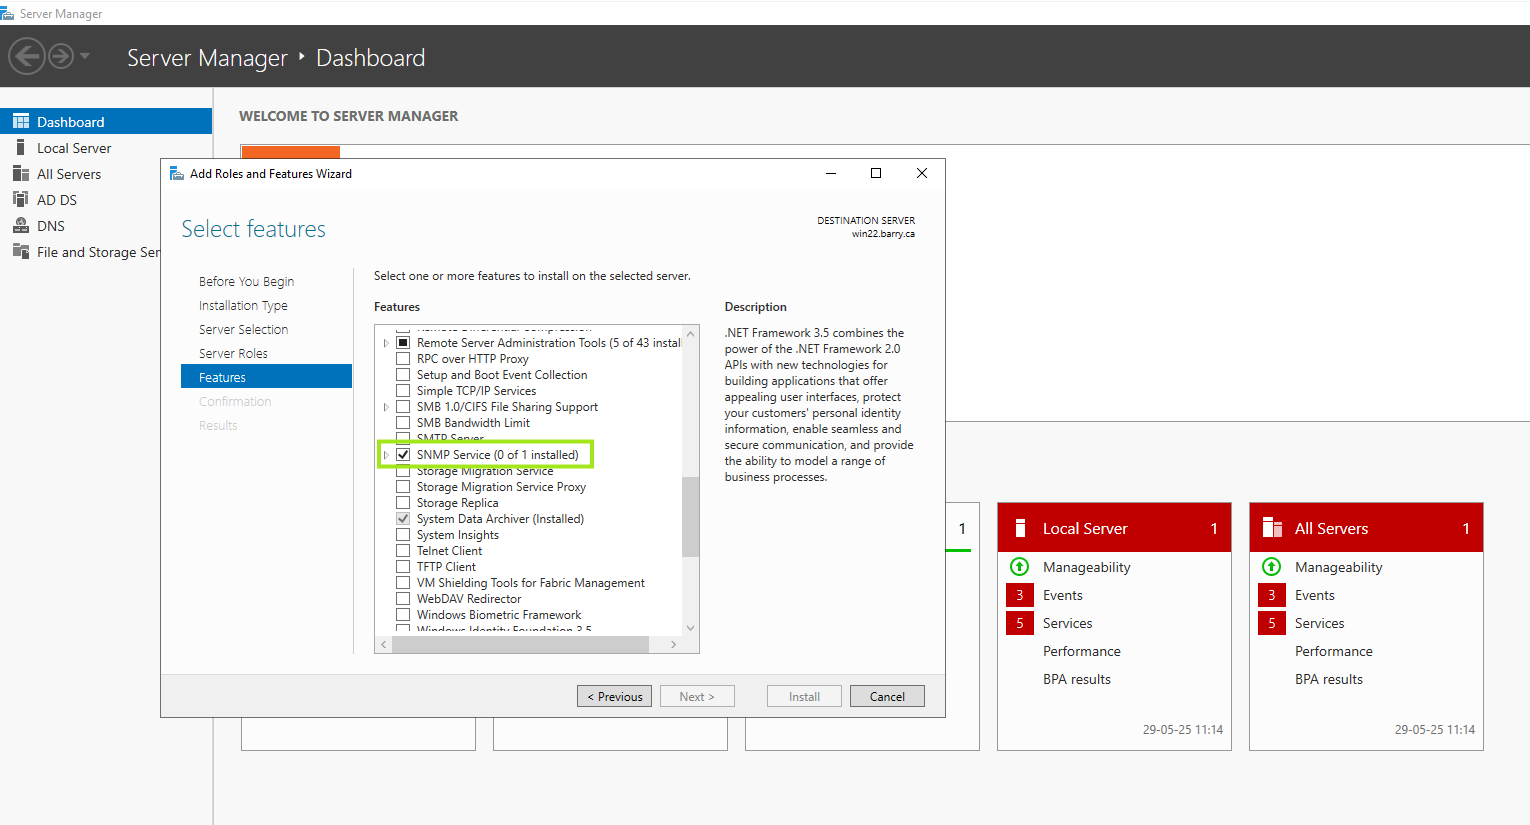 Server Manager
Server Manager ‣ Dashboard
Dashboard
Local Server
All Servers
AD DS
DNS
File and Storage Ser
WELCOME TO SERVER MANAGER
Add Roles and Features Wizard
Select features
DESTINATION SERVER
win22.barry.ca
Before You Begin
Installation Type
Server Selection
Server Roles
Features
Confirmation
Results
Select one or more features to install on the selected server.
Features
Remote Differential Compression
Remote Server Administration Tools (5 of 43 instal
RPC over HTTP Proxy
Setup and Boot Event Collection
Simple TCP/IP Services
SMB 1.0/CIFS File Sharing Support
SMB Bandwidth Limit
SMTP Server
SNMP Service (0 of 1 installed)
Storage Migration Service
Storage Migration Service Proxy
Storage Replica
System Data Archiver (Installed)
System Insights
Telnet Client
TFTP Client
VM Shielding Tools for Fabric Management
WebDAV Redirector
Windows Biometric Framework
Windows Identity Foundation 3.5
Description
.NET Framework 3.5 combines the
power of the .NET Framework 2.0
APIs with new technologies for
building applications that offer
appealing user interfaces, protect
your customers' personal identity
information, enable seamless and
secure communication, and provide
the ability to model a range of
business processes.
< Previous
Next >
Install
Cancel
1
Local Server 1
Manageability
3 Events
5 Services
Performance
BPA results
29-05-25 11:14
All Servers 1
Manageability
3 Events
5 Services
Performance
BPA results
29-05-25 11:14